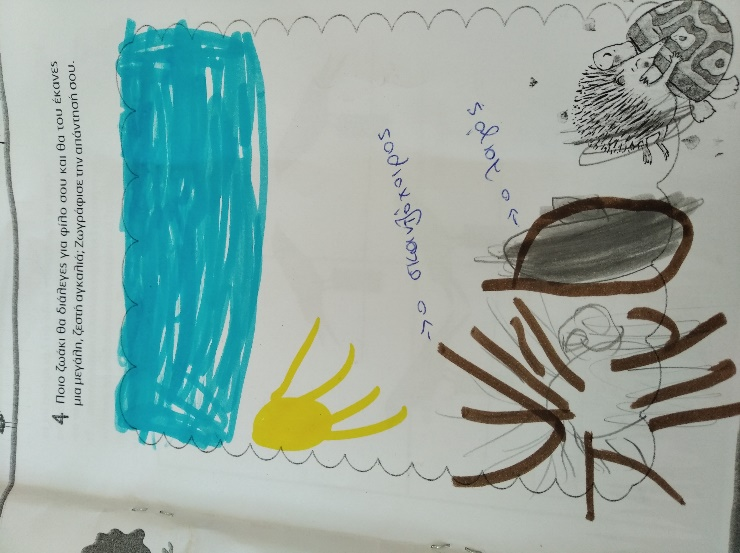 4 Ποιο ζωάκι θα διάλεγες για φίλο σου και θα του έκανες
μια μεγάλη, ζεστή αγκαλιά; Ζωγράφισε την απάντησή σου.
→ο σκαντζόχοιρος
→ο λαγός